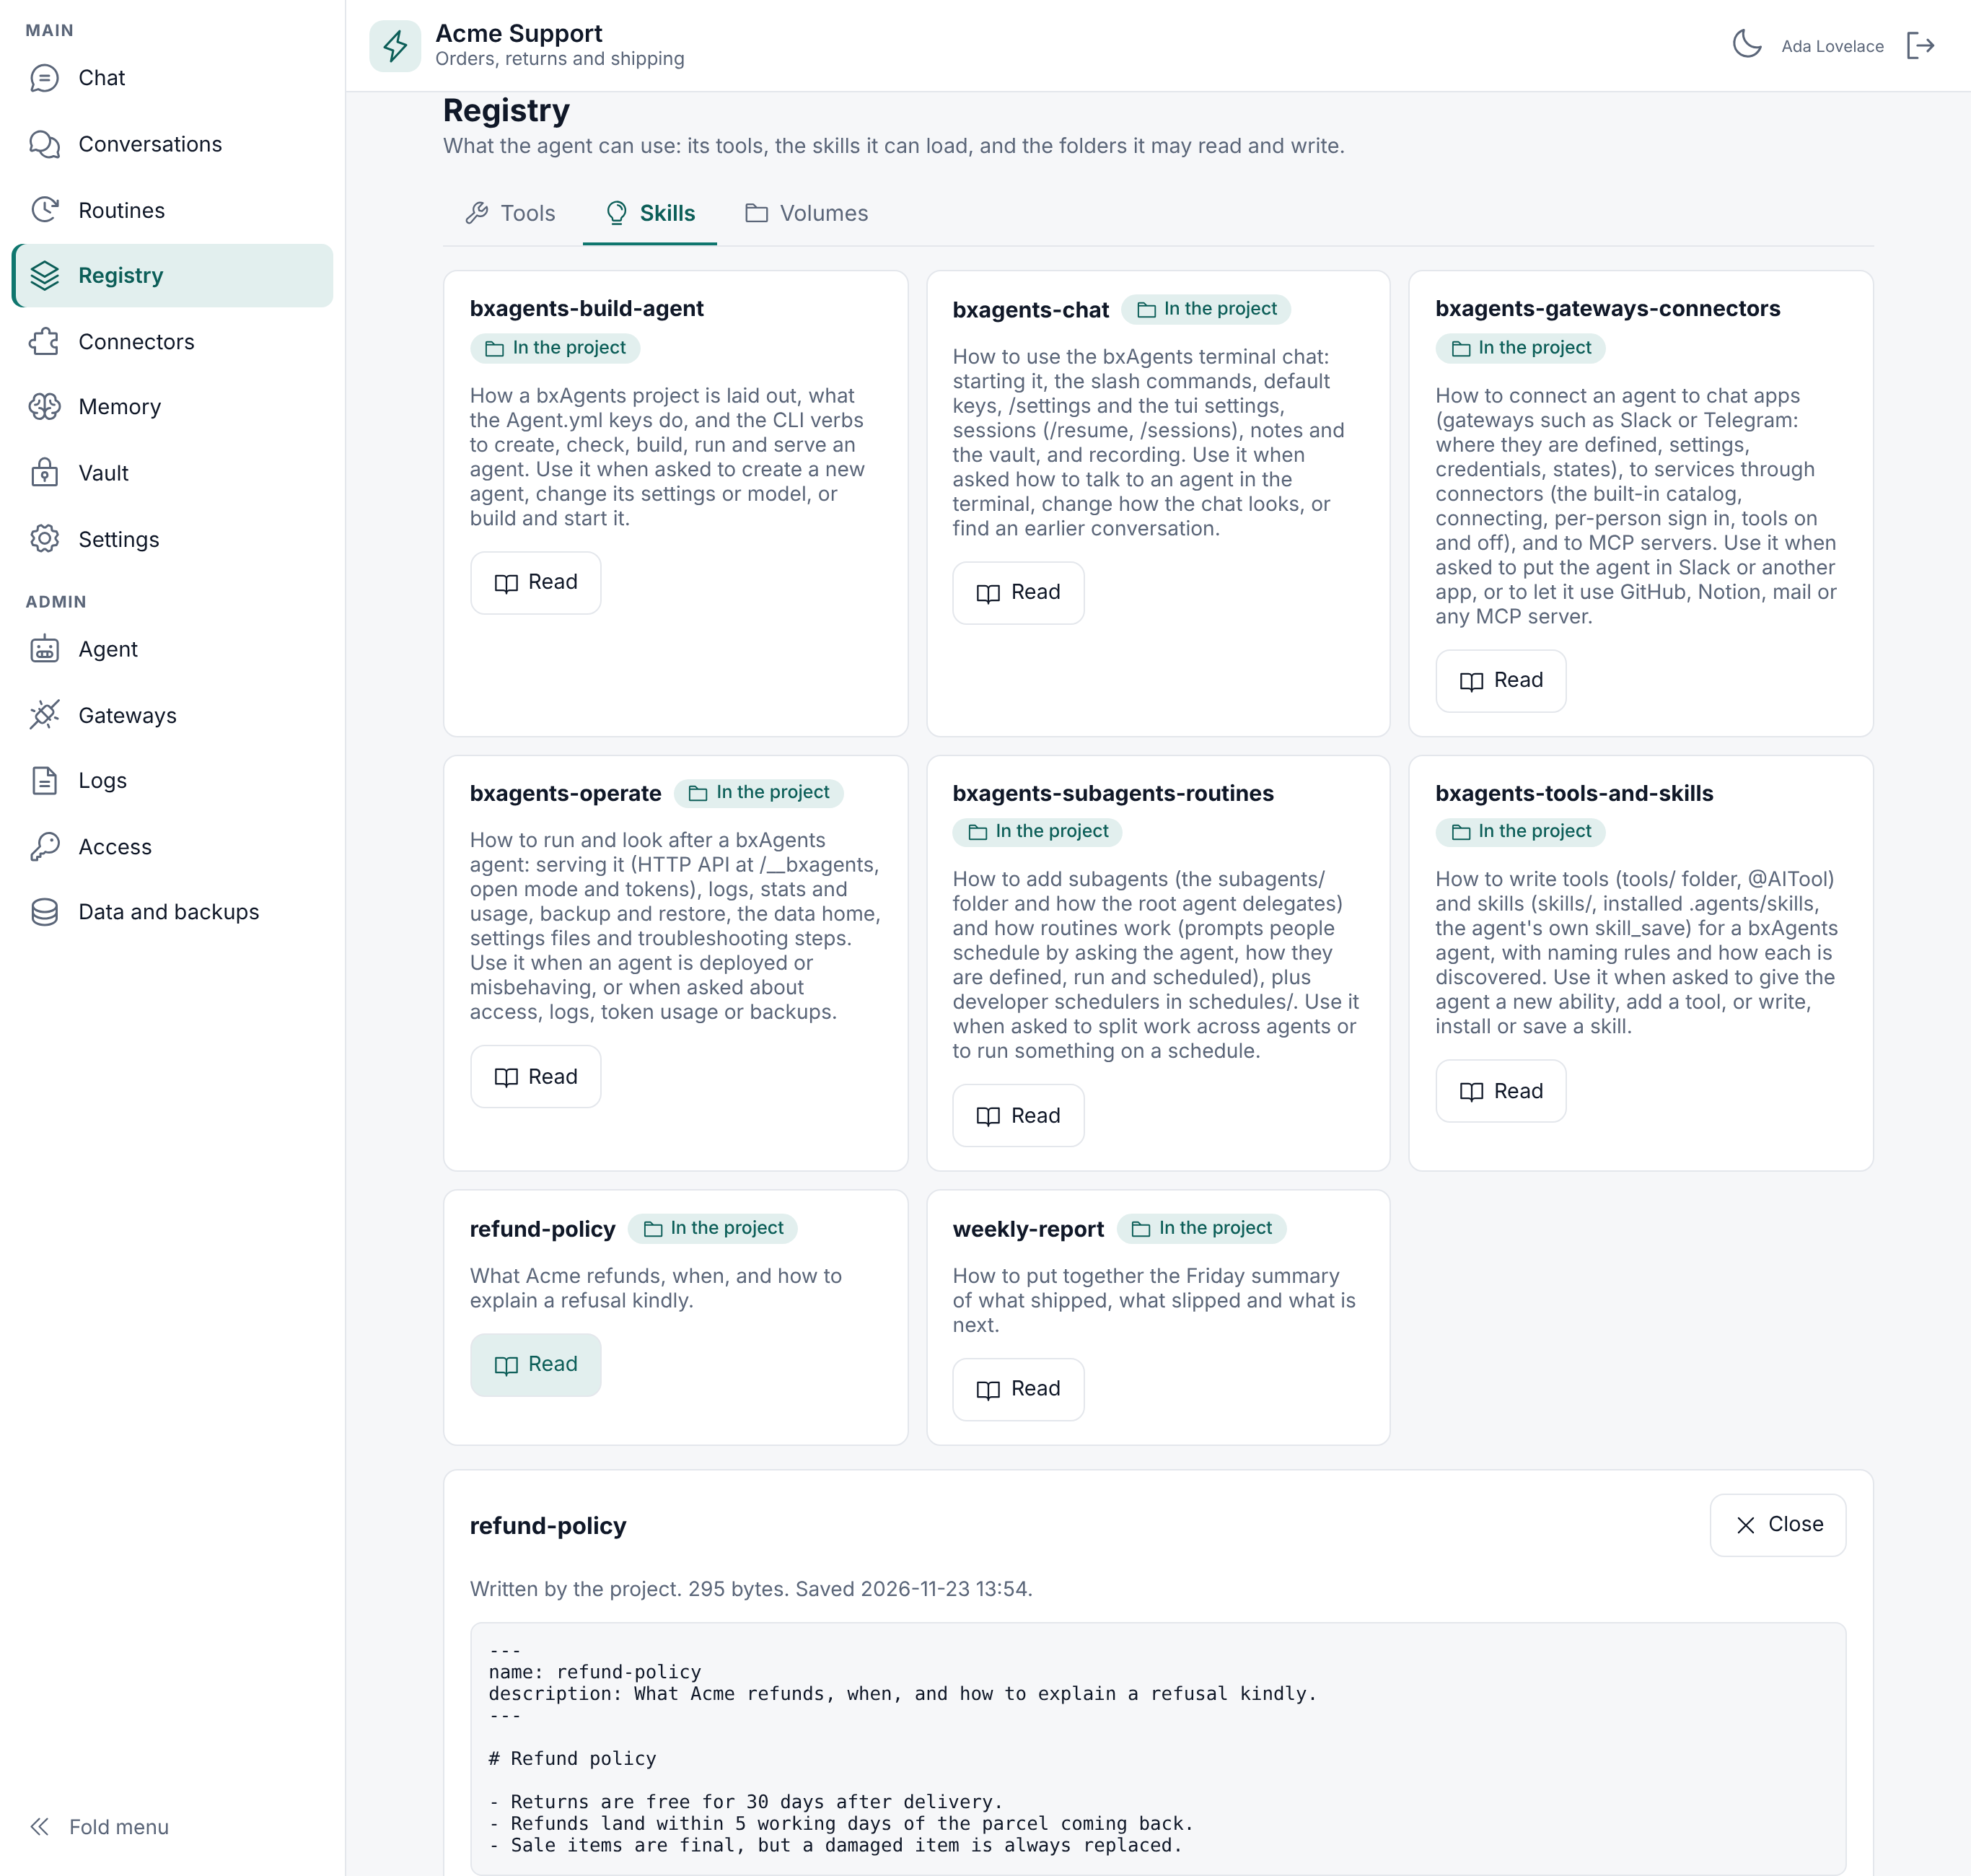 MAIN
Chat
Conversations
Routines
Registry
Connectors
Memory
Vault
Settings
ADMIN
Agent
Gateways
Logs
Access
Data and backups
Fold menu
Acme Support
Orders, returns and shipping
Ada Lovelace
Registry
What the agent can use: its tools, the skills it can load, and the folders it may read and write.
Tools
Skills
Volumes
bxagents-build-agent
In the project
How a bxAgents project is laid out, what
the Agent.yml keys do, and the CLI verbs
to create, check, build, run and serve an
agent. Use it when asked to create a new
agent, change its settings or model, or
build and start it.
Read
bxagents-chat
In the project
How to use the bxAgents terminal chat:
starting it, the slash commands, default
keys, /settings and the tui settings,
sessions (/resume, /sessions), notes and
the vault, and recording. Use it when
asked how to talk to an agent in the
terminal, change how the chat looks, or
find an earlier conversation.
Read
bxagents-gateways-connectors
In the project
How to connect an agent to chat apps
(gateways such as Slack or Telegram:
where they are defined, settings,
credentials, states), to services through
connectors (the built-in catalog,
connecting, per-person sign in, tools on
and off), and to MCP servers. Use it when
asked to put the agent in Slack or another
app, or to let it use GitHub, Notion, mail or
any MCP server.
Read
bxagents-operate
In the project
How to run and look after a bxAgents
agent: serving it (HTTP API at /__bxagents,
open mode and tokens), logs, stats and
usage, backup and restore, the data home,
settings files and troubleshooting steps.
Use it when an agent is deployed or
misbehaving, or when asked about
access, logs, token usage or backups.
Read
bxagents-subagents-routines
In the project
How to add subagents (the subagents/
folder and how the root agent delegates)
and how routines work (prompts people
schedule by asking the agent, how they
are defined, run and scheduled), plus
developer schedulers in schedules/. Use it
when asked to split work across agents or
to run something on a schedule.
Read
bxagents-tools-and-skills
In the project
How to write tools (tools/ folder, @AITool)
and skills (skills/, installed .agents/skills,
the agent's own skill_save) for a bxAgents
agent, with naming rules and how each is
discovered. Use it when asked to give the
agent a new ability, add a tool, or write,
install or save a skill.
Read
refund-policy
In the project
What Acme refunds, when, and how to
explain a refusal kindly.
Read
weekly-report
In the project
How to put together the Friday summary
of what shipped, what slipped and what is
next.
Read
refund-policy
Close
Written by the project. 295 bytes. Saved 2026-11-23 13:54.
---
name: refund-policy
description: What Acme refunds, when, and how to explain a refusal kindly.
---
# Refund policy
- Returns are free for 30 days after delivery.
- Refunds land within 5 working days of the parcel coming back.
- Sale items are final, but a damaged item is always replaced.